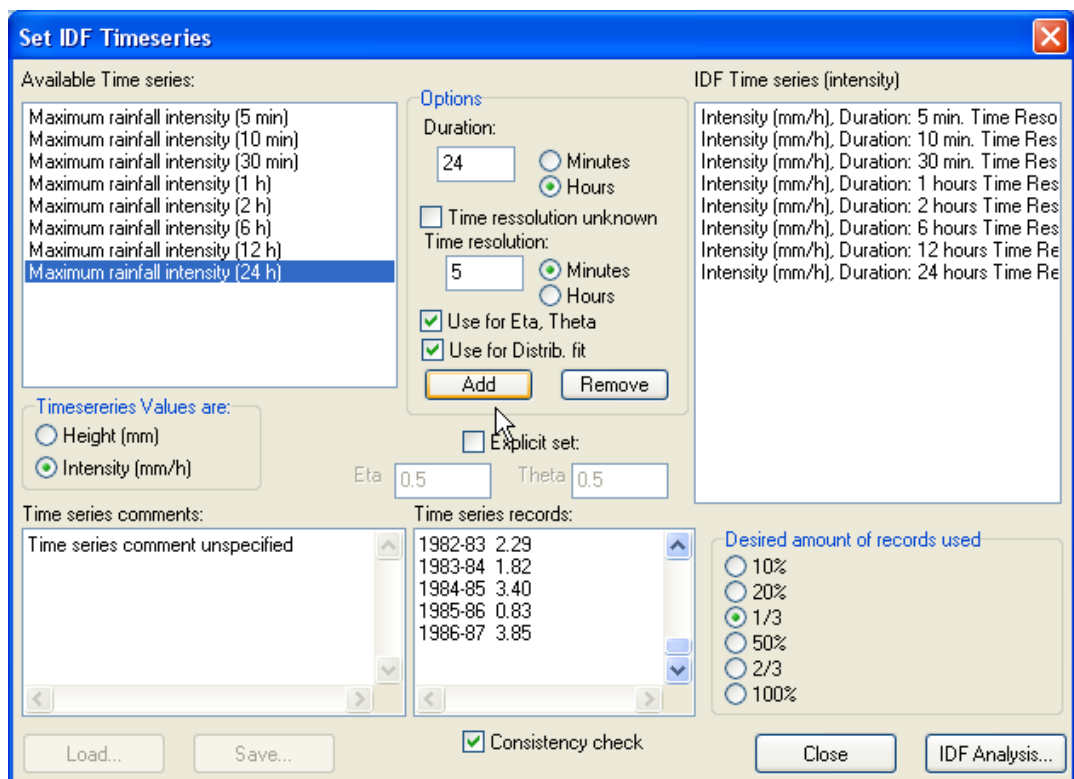 Set IDF Timeseries
Available Time series:
Maximum rainfall intensity (5 min)
Maximum rainfall intensity (10 min)
Maximum rainfall intensity (30 min)
Maximum rainfall intensity (1 h)
Maximum rainfall intensity (2 h)
Maximum rainfall intensity (6 h)
Maximum rainfall intensity (12 h)
Maximum rainfall intensity (24 h)
Timesereries Values are:
Height (mm)
Intensity (mm/h)
Options
Duration:
24
Minutes
Hours
Time ressolution unknown
Time resolution:
5
Minutes
Hours
Use for Eta, Theta
Use for Distrib. fit
Add
Remove
Explicit set:
Eta
0.5
Theta
0.5
IDF Time series (intensity)
Intensity (mm/h), Duration: 5 min. Time Reso
Intensity (mm/h), Duration: 10 min. Time Res
Intensity (mm/h), Duration: 30 min. Time Res
Intensity (mm/h), Duration: 1 hours Time Res
Intensity (mm/h), Duration: 2 hours Time Res
Intensity (mm/h), Duration: 6 hours Time Res
Intensity (mm/h), Duration: 12 hours Time Re
Intensity (mm/h), Duration: 24 hours Time Re
Time series comments:
Time series comment unspecified
Time series records:
1982-83 2.29
1983-84 1.82
1984-85 3.40
1985-86 0.83
1986-87 3.85
Desired amount of records used
10%
20%
1/3
50%
2/3
100%
Load...
Save...
Consistency check
Close
IDF Analysis...